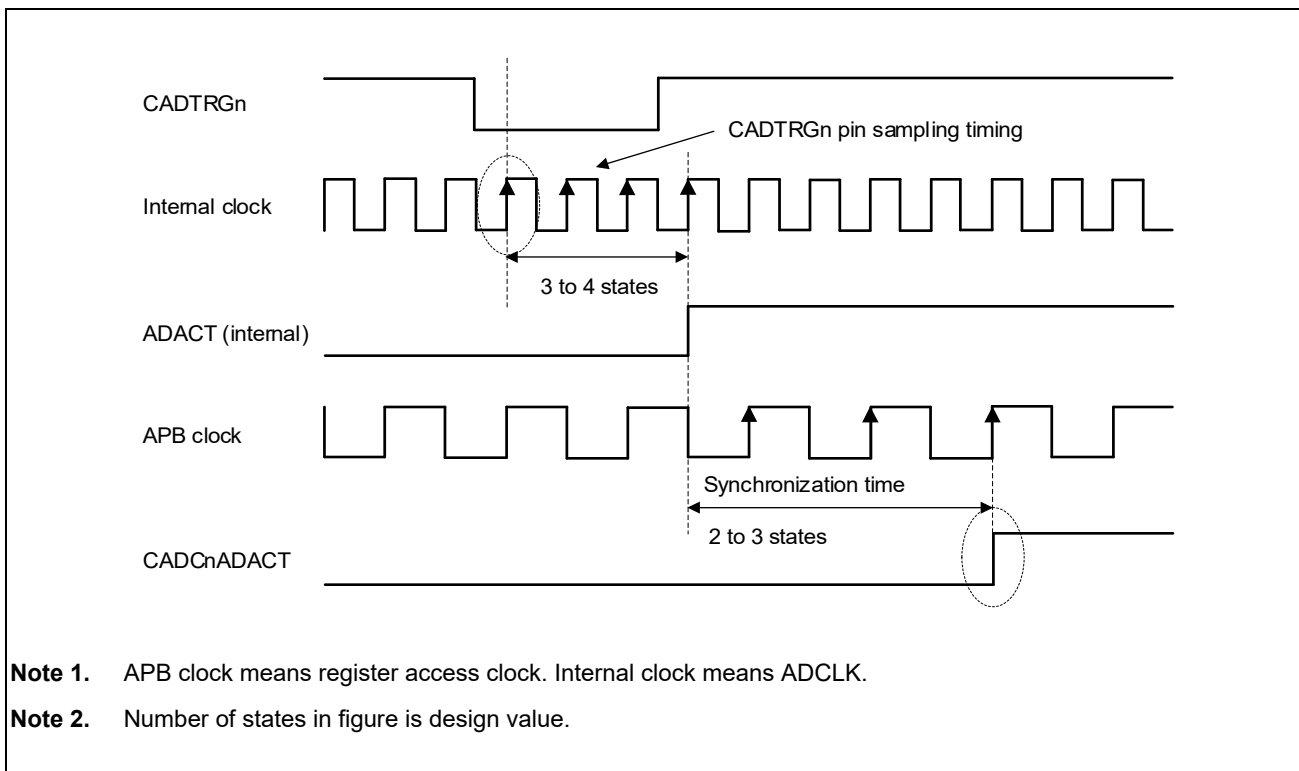 CADTRGn
CADTRGn pin sampling timing
Internal clock
3 to 4 states
ADACT (internal)
APB clock
Synchronization time
2 to 3 states
CADCnADACT
Note 1. APB clock means register access clock. Internal clock means ADCLK.
Note 2. Number of states in figure is design value.